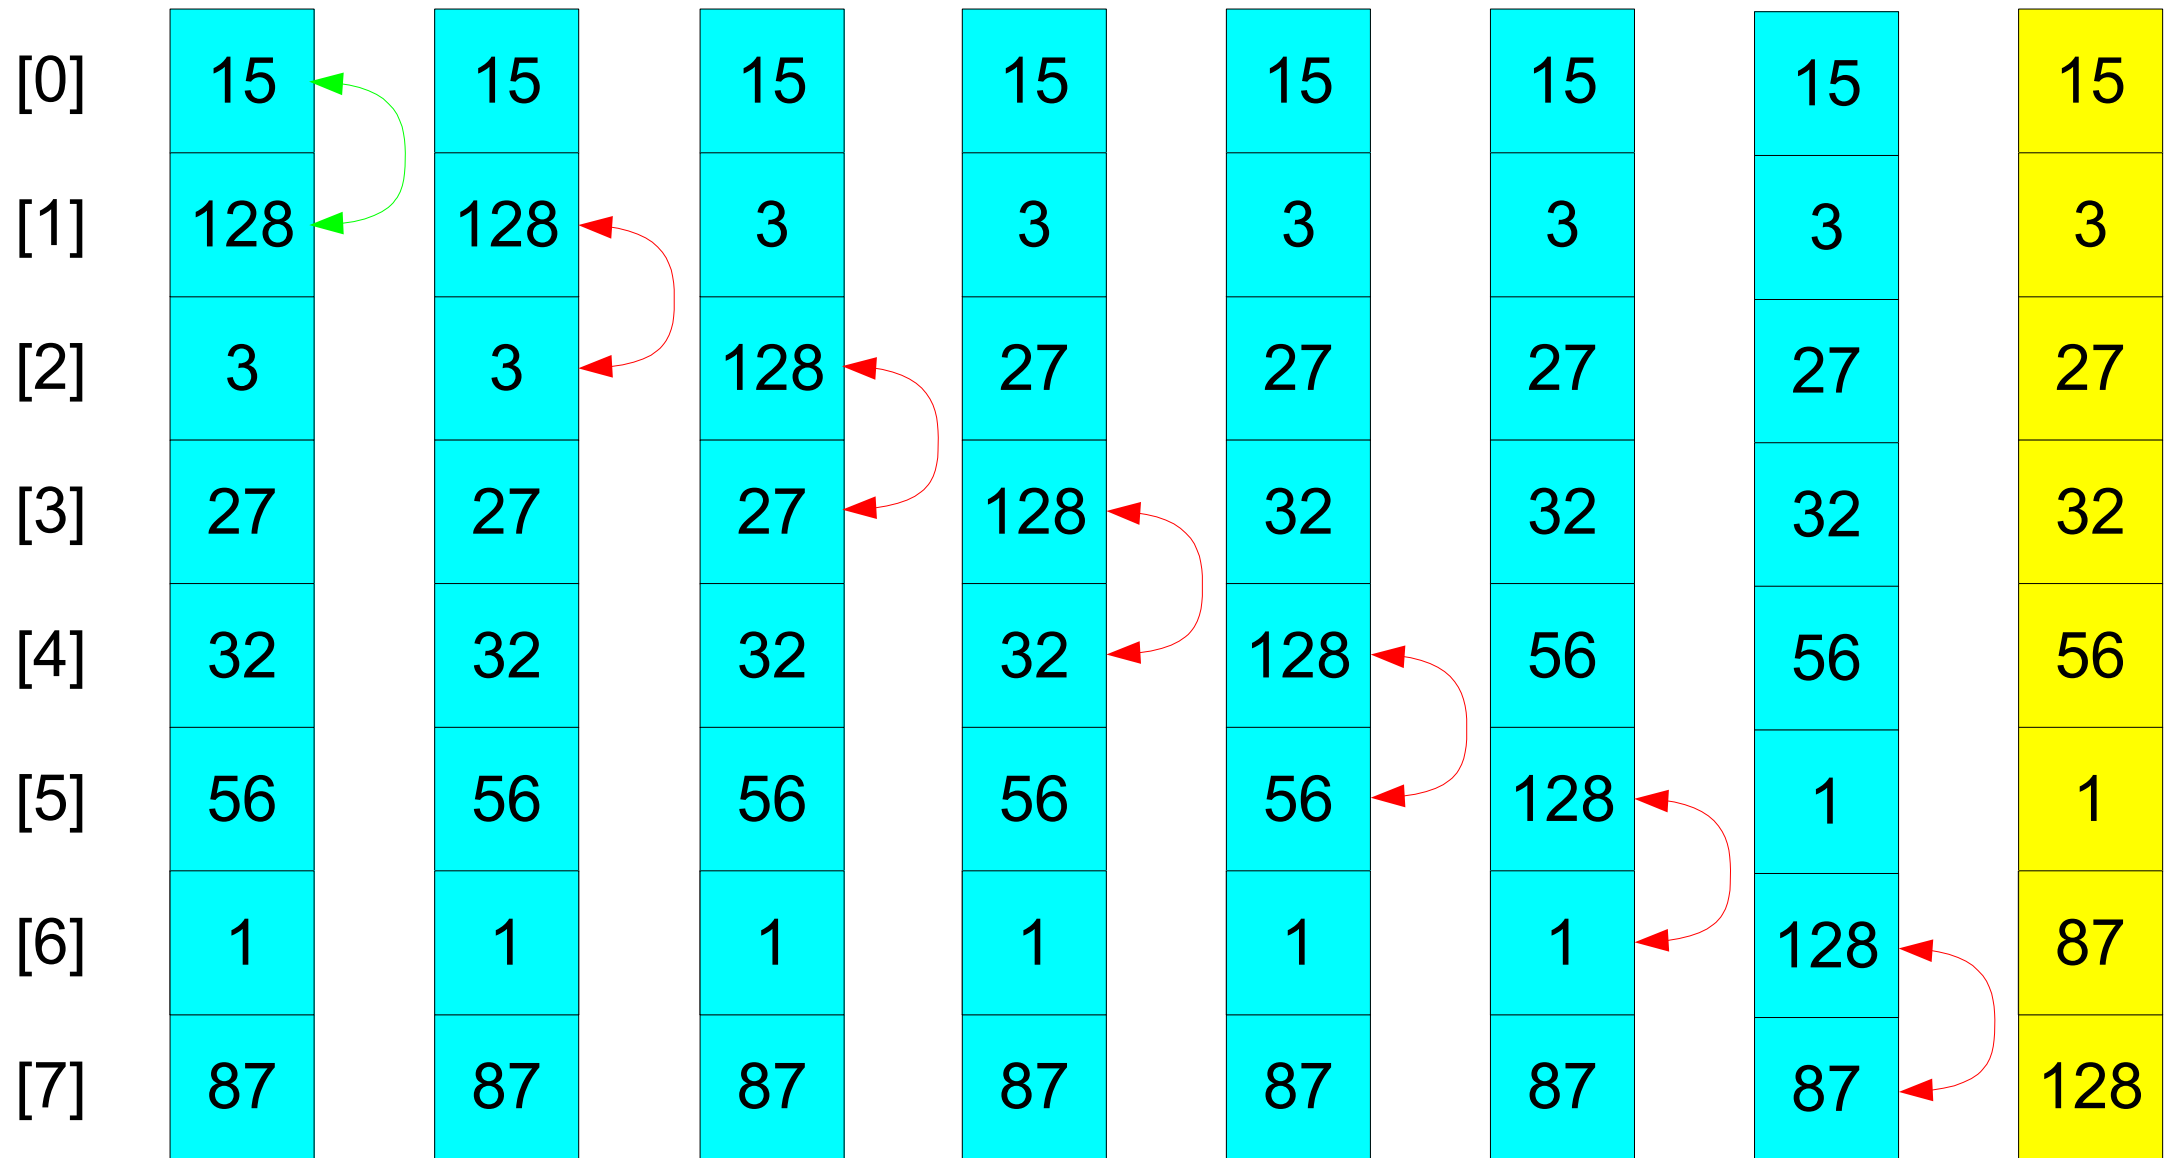 [0] 15 15 15 15 15 15 15 15
[1] 128 128 3 3 3 3 3 3
[2] 3 3 128 27 27 27 27 27
[3] 27 27 27 128 32 32 32 32
[4] 32 32 32 32 128 56 56 56
[5] 56 56 56 56 56 128 1 1
[6] 1 1 1 1 1 1 128 87
[7] 87 87 87 87 87 87 87 128